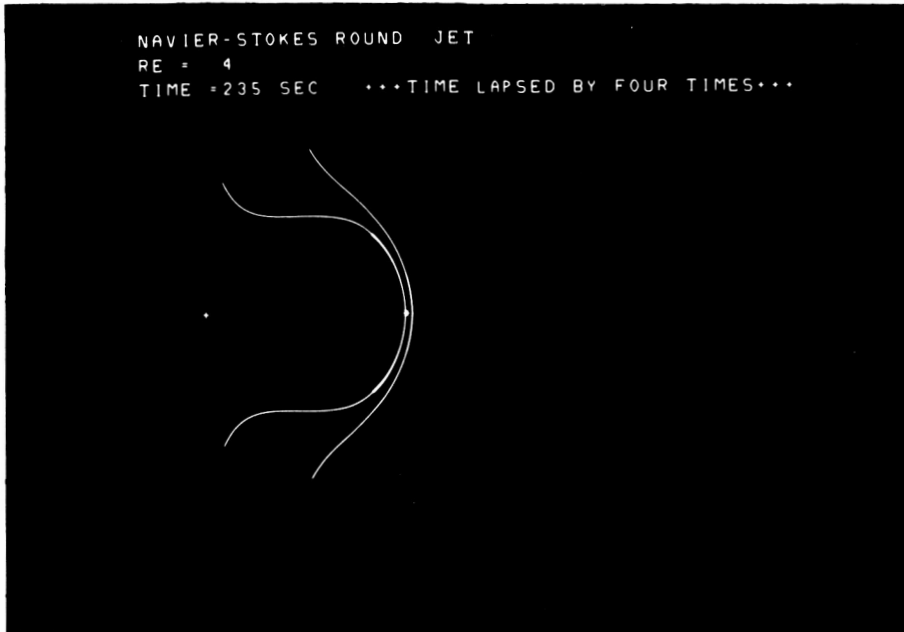 NAVIER-STOKES ROUND JET
RE = 4
TIME =235 SEC +++TIME LAPSED BY FOUR TIMES+++